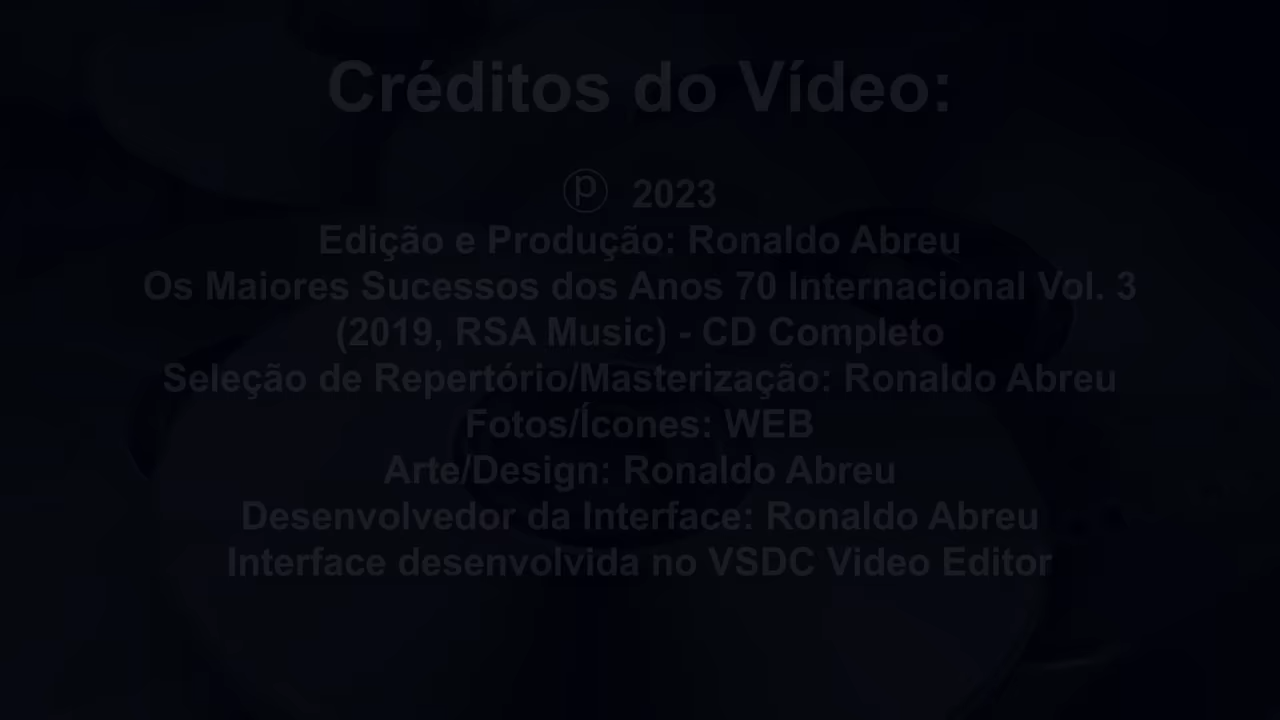 Créditos do Vídeo:
℗ 2023
Edição e Produção: Ronaldo Abreu
Os Maiores Sucessos dos Anos 70 Internacional Vol. 3
(2019, RSA Music) - CD Completo
Seleção de Repertório/Masterização: Ronaldo Abreu
Fotos/Ícones: WEB
Arte/Design: Ronaldo Abreu
Desenvolvedor da Interface: Ronaldo Abreu
Interface desenvolvida no VSDC Video Editor